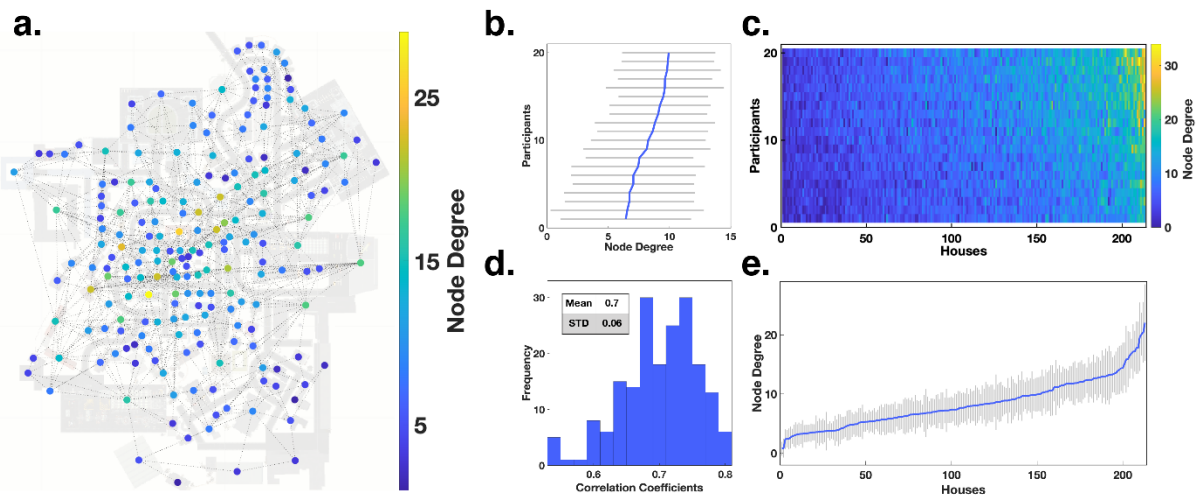 a.
25
15
5
Node Degree
b.
20
10
0
Participants
0
5
10
15
Node Degree
c.
20
10
0
Participants
0
50
100
150
200
Houses
30
20
10
0
Node Degree
d.
30
20
10
0
Frequency
Mean 0.7
STD 0.06
0.6
0.7
0.8
Correlation Coefficients
e.
20
10
0
Node Degree
0
50
100
150
200
Houses